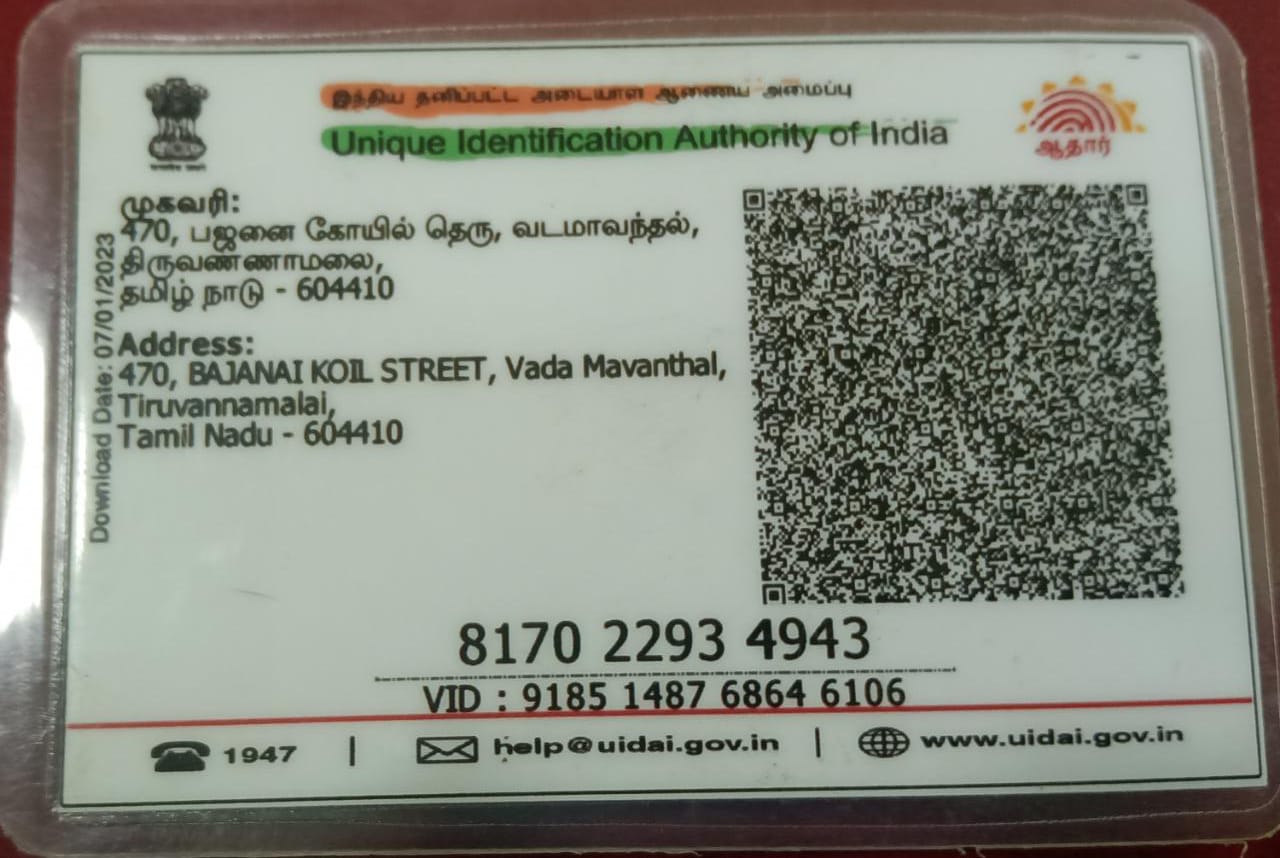 இந்திய தனிப்பட்ட அடையாள ஆணைய அமைப்பு
Unique Identification Authority of India
ஆதார்
முகவரி:
470, பஜனை கோயில் தெரு, வடமாவந்தல்,
திருவண்ணாமலை,
தமிழ் நாடு - 604410
Address:
470, BAJANAI KOIL STREET, Vada Mavanthal,
Tiruvannamalai,
Tamil Nadu - 604410
Download Date: 07/01/2023
8170 2293 4943
VID : 9185 1487 6864 6106
1947 | help@uidai.gov.in | www.uidai.gov.in